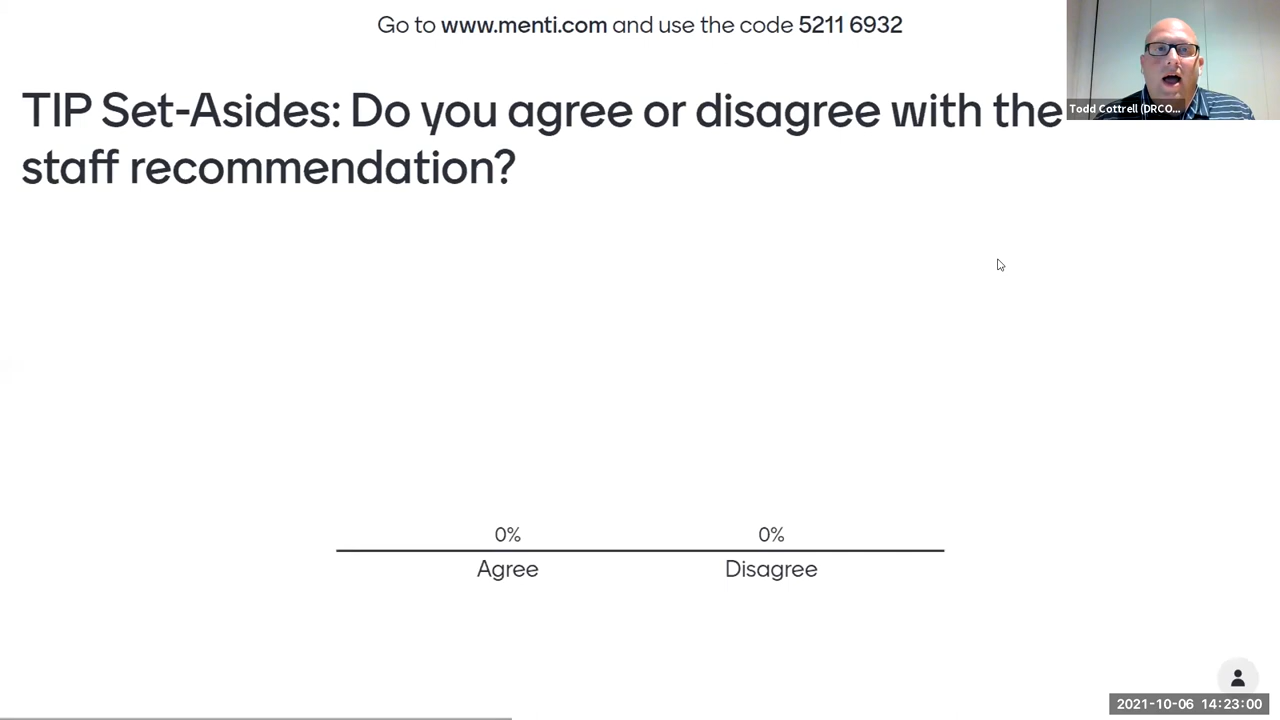 Go to www.menti.com and use the code 5211 6932
TIP Set-Asides: Do you agree or disagree with the
staff recommendation?
Todd Cottrell (DRCO...
0% 0%
Agree Disagree
2021-10-06 14:23:00